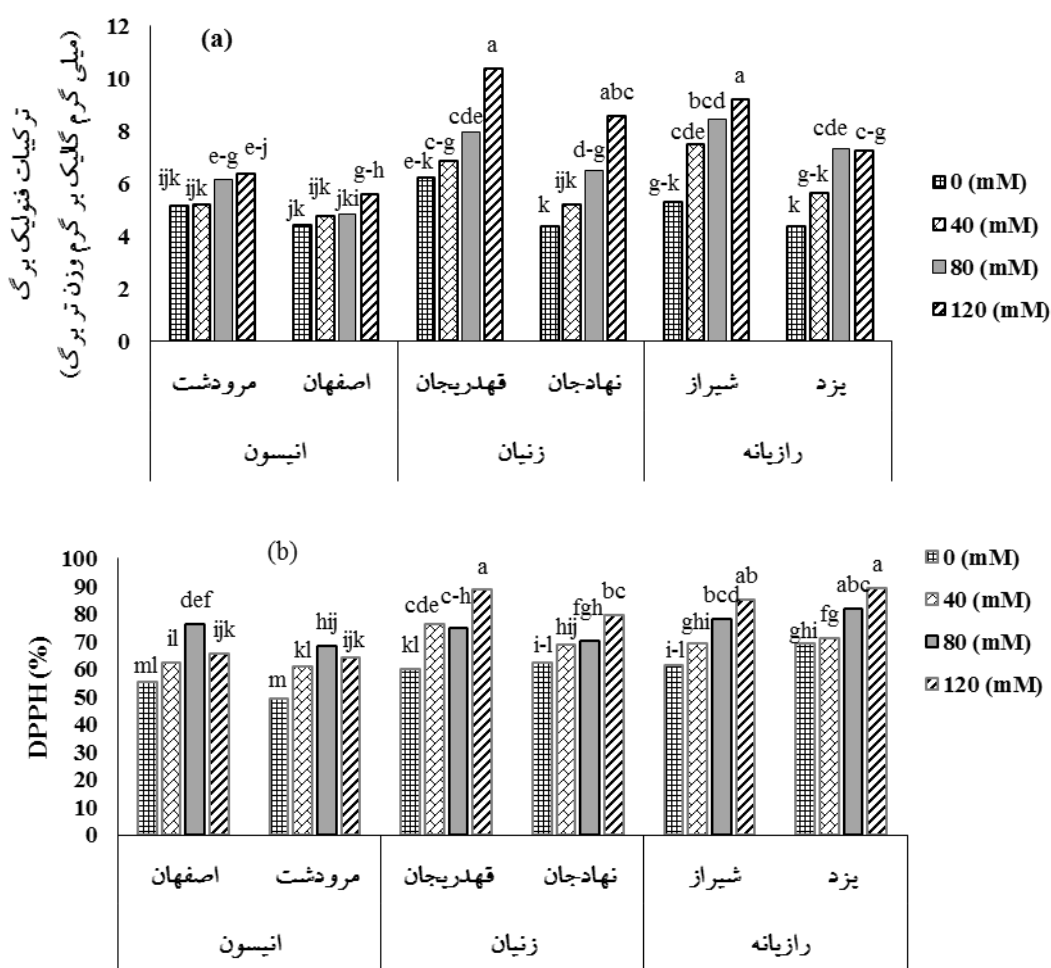 (a)
ترکیبات فنولیک برگ
(میلی گرم گالیک بر گرم وزن تر برگ)
12
10
8
6
4
2
0
ijk ijk e-g e-j
jk ijk jki g-h
e-k c-g cde a
k ijk d-g abc
g-k cde bcd a
k g-k cde c-g
مرودشت اصفهان قهدریجان نهادجان شیراز یزد
انیسون زنیان رازیانه
0 (mM)
40 (mM)
80 (mM)
120 (mM)
(b)
DPPH (%)
100
90
80
70
60
50
40
30
20
10
0
ml il def ijk
m kl hij ijk
kl cde c-h a
i-l hij fgh bc
i-l ghi bcd ab
ghi fg abc a
اصفهان مرودشت قهدریجان نهادجان شیراز یزد
انیسون زنیان رازیانه
0 (mM)
40 (mM)
80 (mM)
120 (mM)